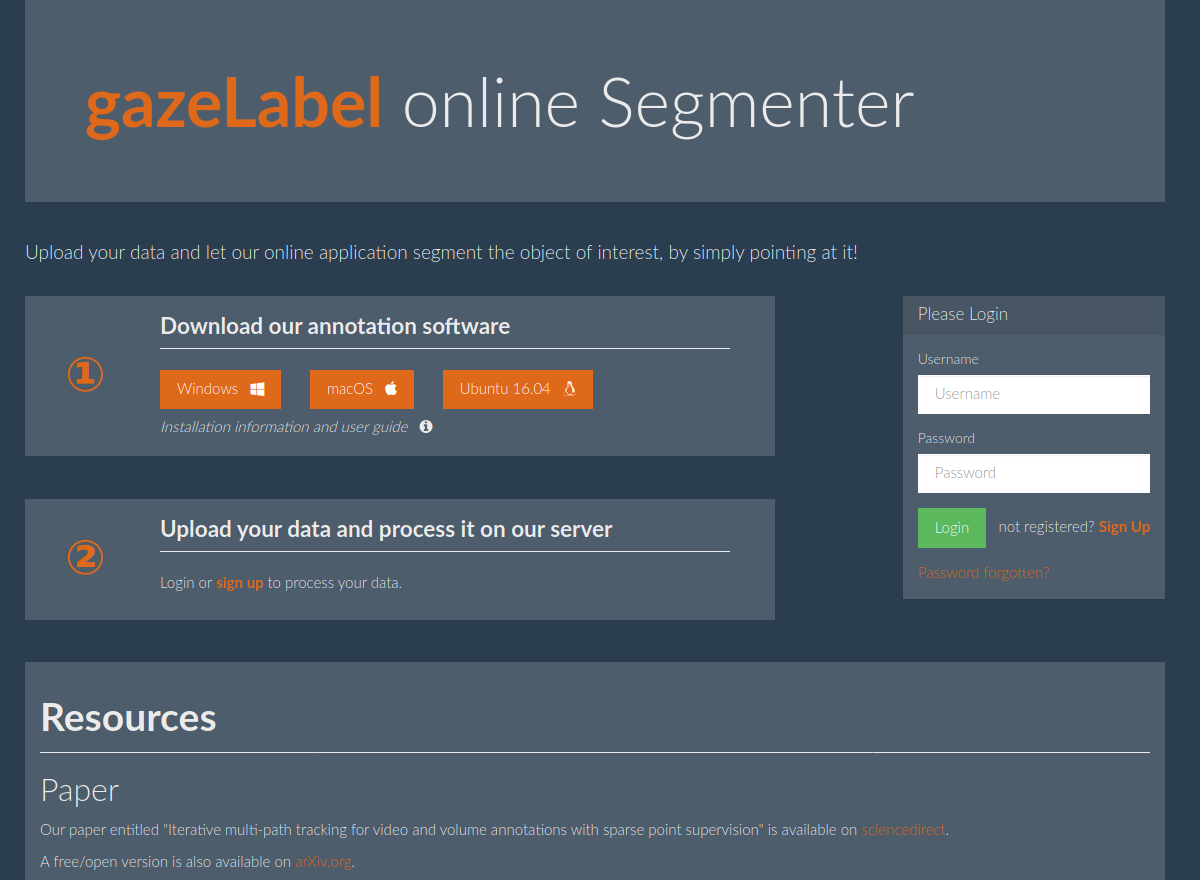 gazeLabel online Segmenter
Upload your data and let our online application segment the object of interest, by simply pointing at it!
① Download our annotation software
Windows
macOS
Ubuntu 16.04
Installation information and user guide
② Upload your data and process it on our server
Login or sign up to process your data.
Please Login
Username
Username
Password
Password
Login not registered? Sign Up
Password forgotten?
Resources
Paper
Our paper entitled "Iterative multi-path tracking for video and volume annotations with sparse point supervision" is available on sciencedirect.
A free/open version is also available on arXiv.org.